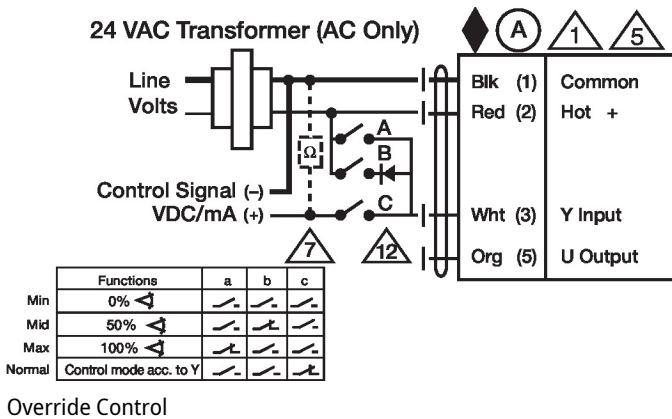 24 VAC Transformer (AC Only)
A
1
5
Line
Volts
Blk (1) Common
Red (2) Hot +
A
Ω
B
Control Signal (–)
C
VDC/mA (+)
Wht (3) Y Input
7
12
Org (5) U Output
Functions a b c
Min 0%
Mid 50%
Max 100%
Normal Control mode acc. to Y
Override Control